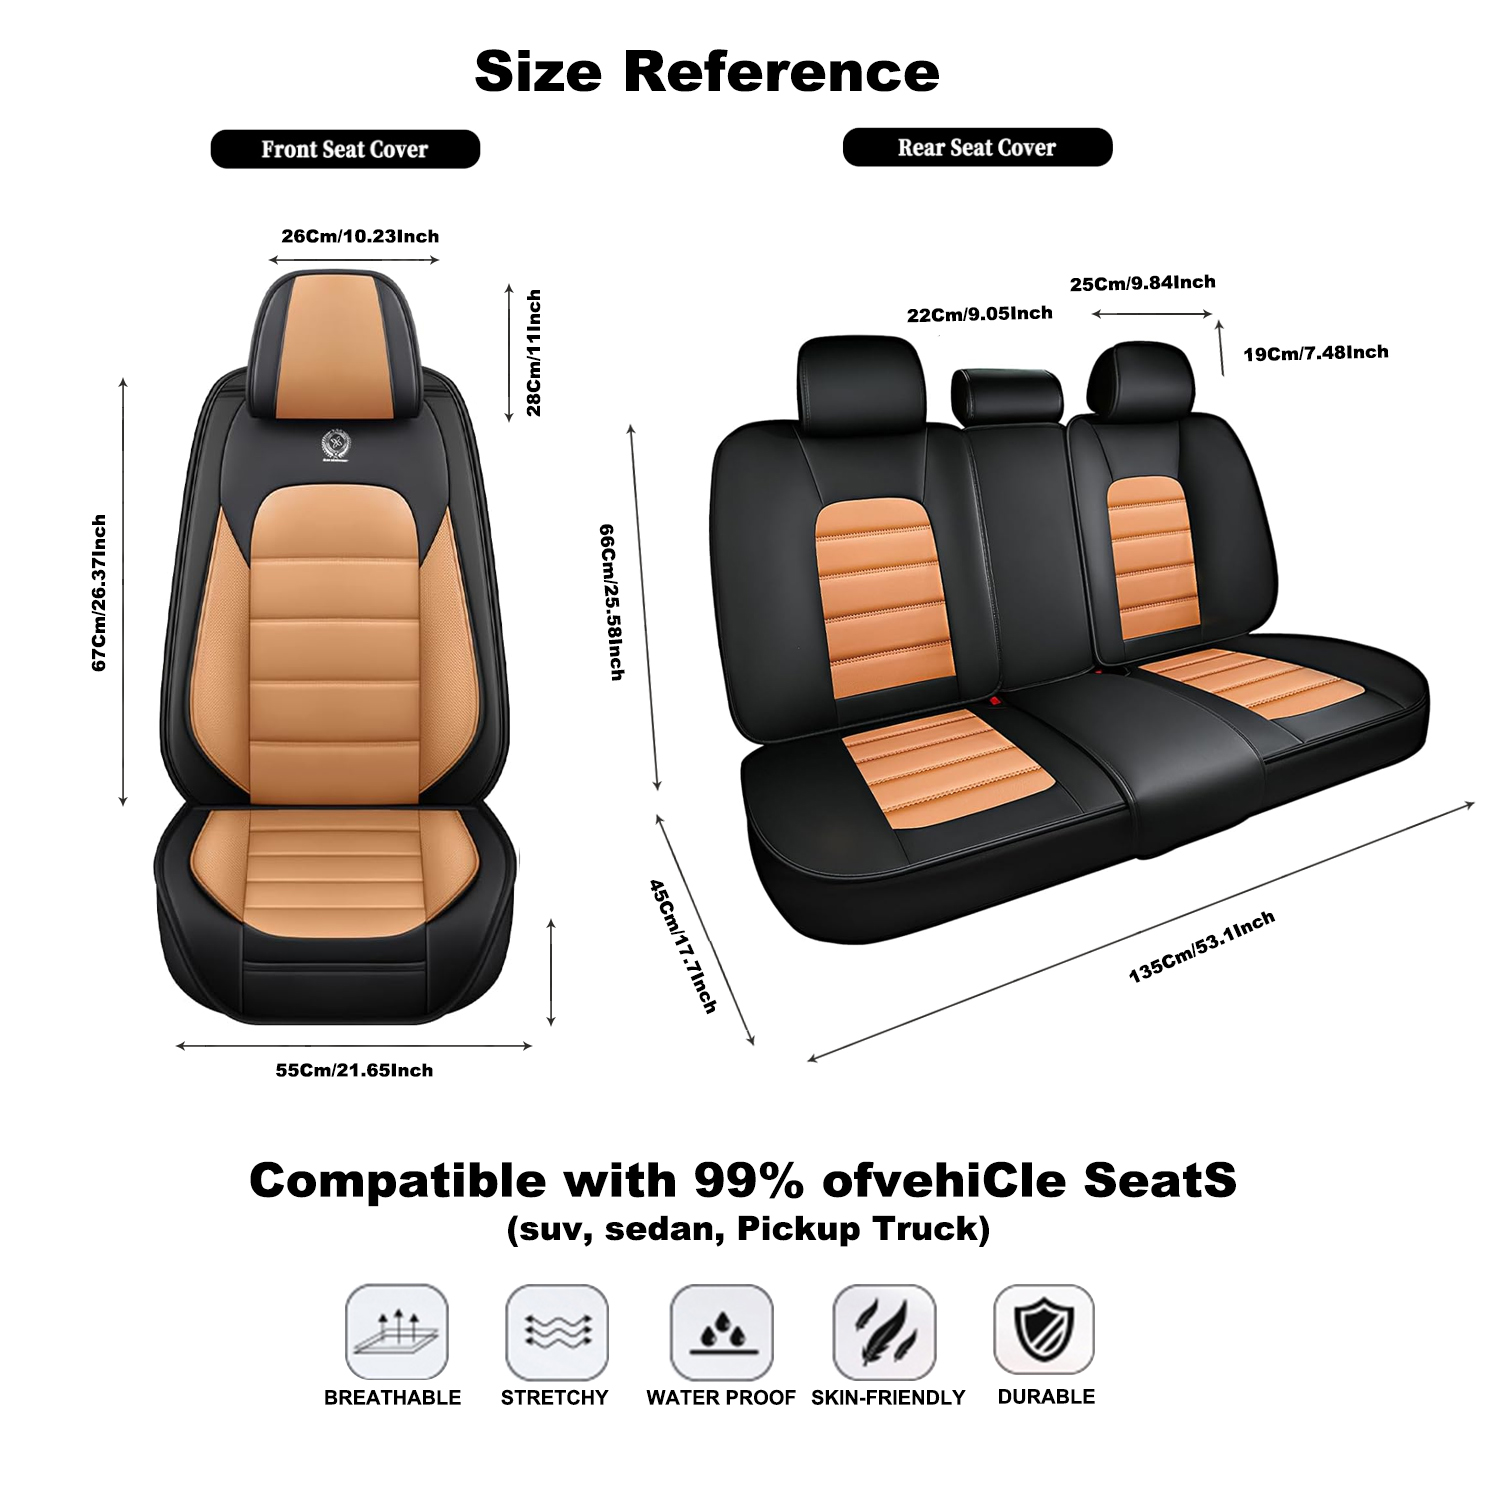 Size Reference
Front Seat Cover
Rear Seat Cover
26Cm/10.23Inch
28Cm/11Inch
67Cm/26.37Inch
55Cm/21.65Inch
22Cm/9.05Inch
25Cm/9.84Inch
19Cm/7.48Inch
66Cm/25.58Inch
45Cm/17.7Inch
135Cm/53.1Inch
Compatible with 99% ofvehiCle SeatS
(suv, sedan, Pickup Truck)
BREATHABLE
STRETCHY
WATER PROOF
SKIN-FRIENDLY
DURABLE